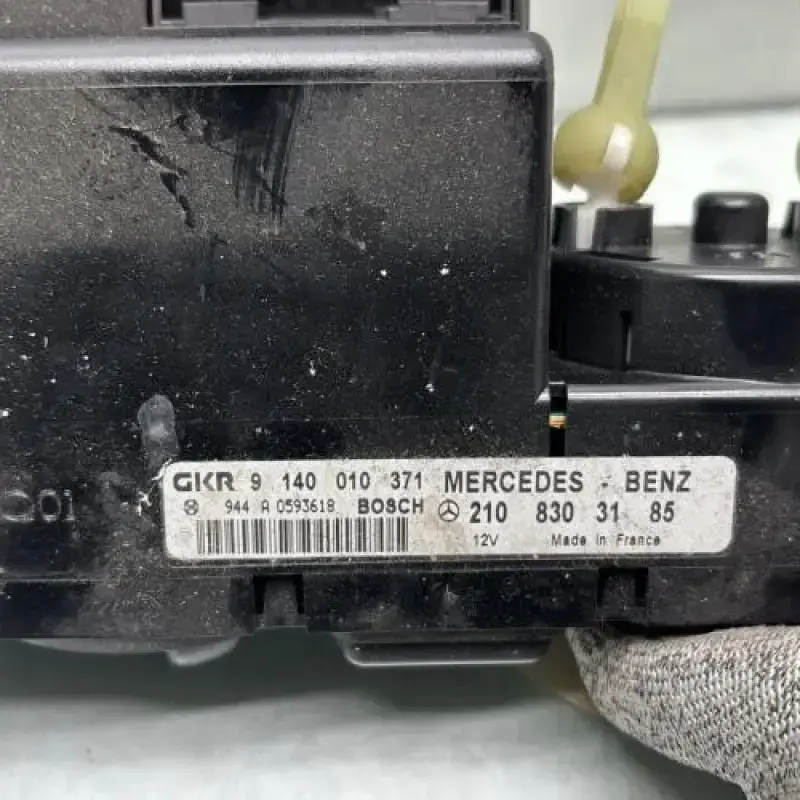 GKR 9 140 010 371 MERCEDES - BENZ
944 A 0593618 BOSCH 210 830 31 85
12V Made in France